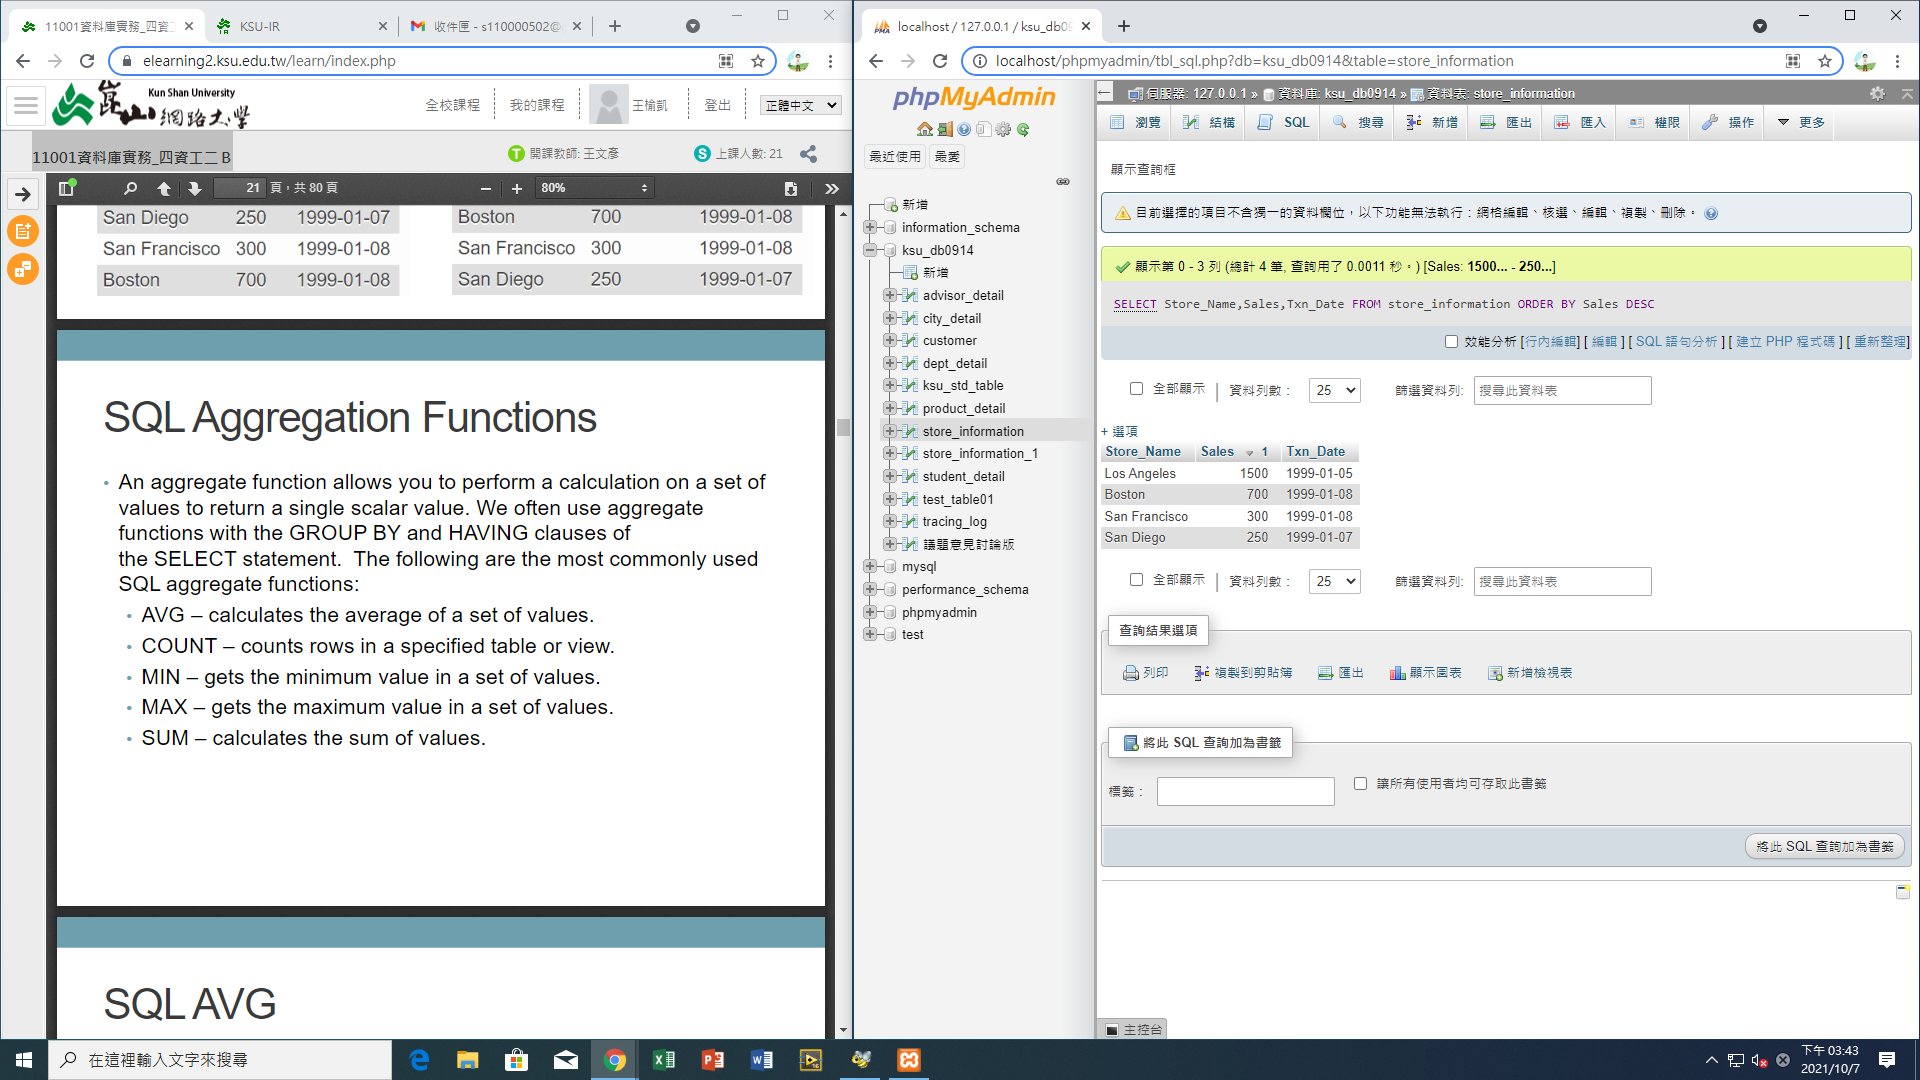 11001資料庫實務_四資工
KSU-IR
收件匣 - s110000502@
elearning2.ksu.edu.tw/learn/index.php
Kun Shan University
崑山網路大學
全校課程
我的課程
王榆凱
登出
正體中文
11001資料庫實務_四資工二 B
開課教師: 王文彥
上課人數: 21
21 頁，共 80 頁
80%
San Diego 250 1999-01-07
San Francisco 300 1999-01-08
Boston 700 1999-01-08
Boston 700 1999-01-08
San Francisco 300 1999-01-08
San Diego 250 1999-01-07
SQL Aggregation Functions
• An aggregate function allows you to perform a calculation on a set of
values to return a single scalar value. We often use aggregate
functions with the GROUP BY and HAVING clauses of
the SELECT statement.  The following are the most commonly used
SQL aggregate functions:
• AVG – calculates the average of a set of values.
• COUNT – counts rows in a specified table or view.
• MIN – gets the minimum value in a set of values.
• MAX – gets the maximum value in a set of values.
• SUM – calculates the sum of values.
SQL AVG
localhost / 127.0.0.1 / ksu_db09
localhost/phpmyadmin/tbl_sql.php?db=ksu_db0914&table=store_information
phpMyAdmin
最近使用
最愛
新增
information_schema
ksu_db0914
新增
advisor_detail
city_detail
customer
dept_detail
ksu_std_table
product_detail
store_information
store_information_1
student_detail
test_table01
tracing_log
議題意見討論版
mysql
performance_schema
phpmyadmin
test
伺服器: 127.0.0.1 » 資料庫: ksu_db0914 » 資料表: store_information
瀏覽
結構
SQL
搜尋
新增
匯出
匯入
權限
操作
更多
顯示查詢框
目前選擇的項目不含獨一的資料欄位，以下功能無法執行：網格編輯、核選、編輯、複製、刪除。
顯示第 0 - 3 列 (總計 4 筆, 查詢用了 0.0011 秒。) [Sales: 1500... - 250...]
SELECT Store_Name,Sales,Txn_Date FROM store_information ORDER BY Sales DESC
效能分析 [行內編輯] [ 編輯 ] [ SQL 語句分析 ] [ 建立 PHP 程式碼 ] [ 重新整理]
全部顯示 | 資料列數： 25 篩選資料列: 搜尋此資料表
+ 選項
Store_Name Sales 1 Txn_Date
Los Angeles 1500 1999-01-05
Boston 700 1999-01-08
San Francisco 300 1999-01-08
San Diego 250 1999-01-07
全部顯示 | 資料列數： 25 篩選資料列: 搜尋此資料表
查詢結果選項
列印
複製到剪貼簿
匯出
顯示圖表
新增檢視表
將此 SQL 查詢加為書籤
標籤：
讓所有使用者均可存取此書籤
將此 SQL 查詢加為書籤
主控台
在這裡輸入文字來搜尋
下午 03:43
2021/10/7